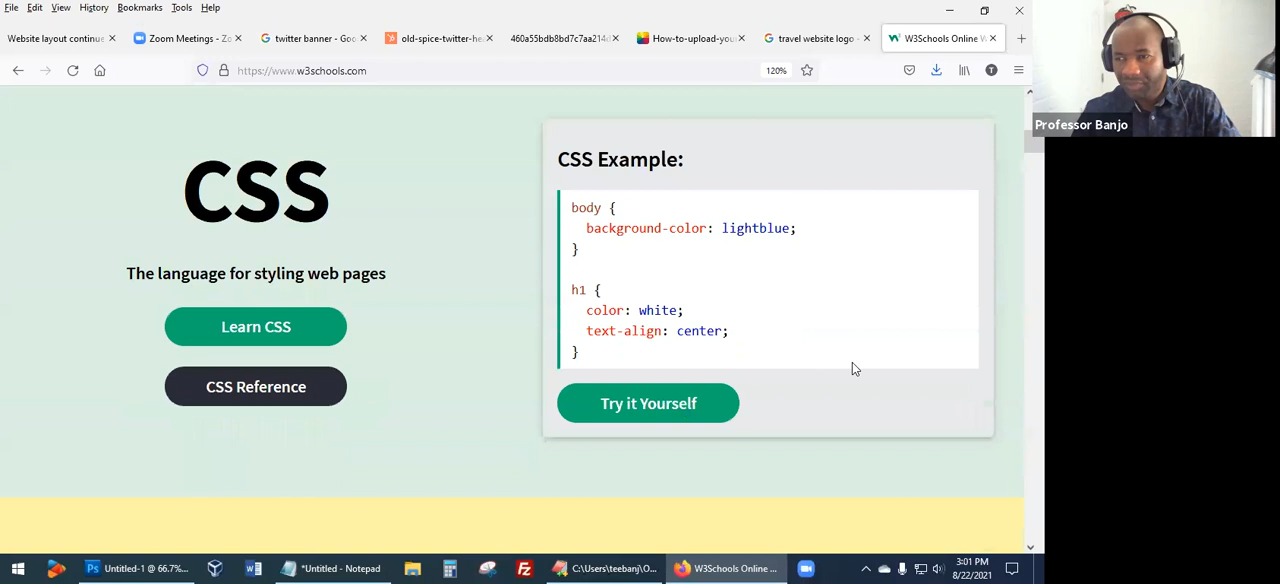 File Edit View History Bookmarks Tools Help
Website layout continue Zoom Meetings - Zo twitter banner - Goo old-spice-twitter-he 460a55bdb8bd7c7aa214d How-to-upload-you travel website logo - W3Schools Online W
https://www.w3schools.com 120% T
CSS
The language for styling web pages
Learn CSS
CSS Reference
CSS Example:
body {
background-color: lightblue;
}
h1 {
color: white;
text-align: center;
}
Try it Yourself
Professor Banjo
Ps Untitled-1 @ 66.7%... W *Untitled - Notepad Fz C:\Users\teebanj\O... W3Schools Online ...
3:01 PM
8/22/2021